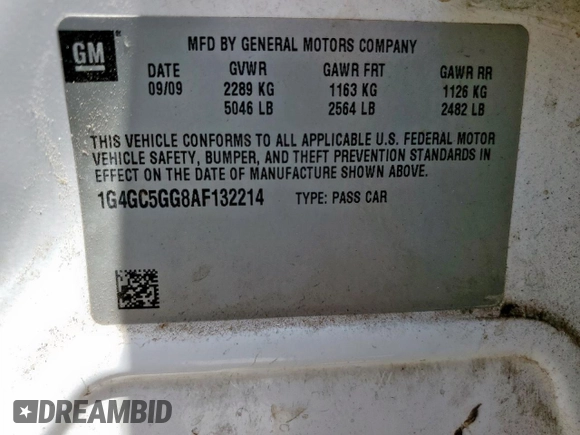 GM
MFD BY GENERAL MOTORS COMPANY
DATE GVWR GAWR FRT GAWR RR
09/09 2289 KG 1163 KG 1126 KG
5046 LB 2564 LB 2482 LB
THIS VEHICLE CONFORMS TO ALL APPLICABLE U.S. FEDERAL MOTOR
VEHICLE SAFETY, BUMPER, AND THEFT PREVENTION STANDARDS IN
EFFECT ON THE DATE OF MANUFACTURE SHOWN ABOVE.
1G4GC5GG8AF132214 TYPE: PASS CAR
DREAMBID